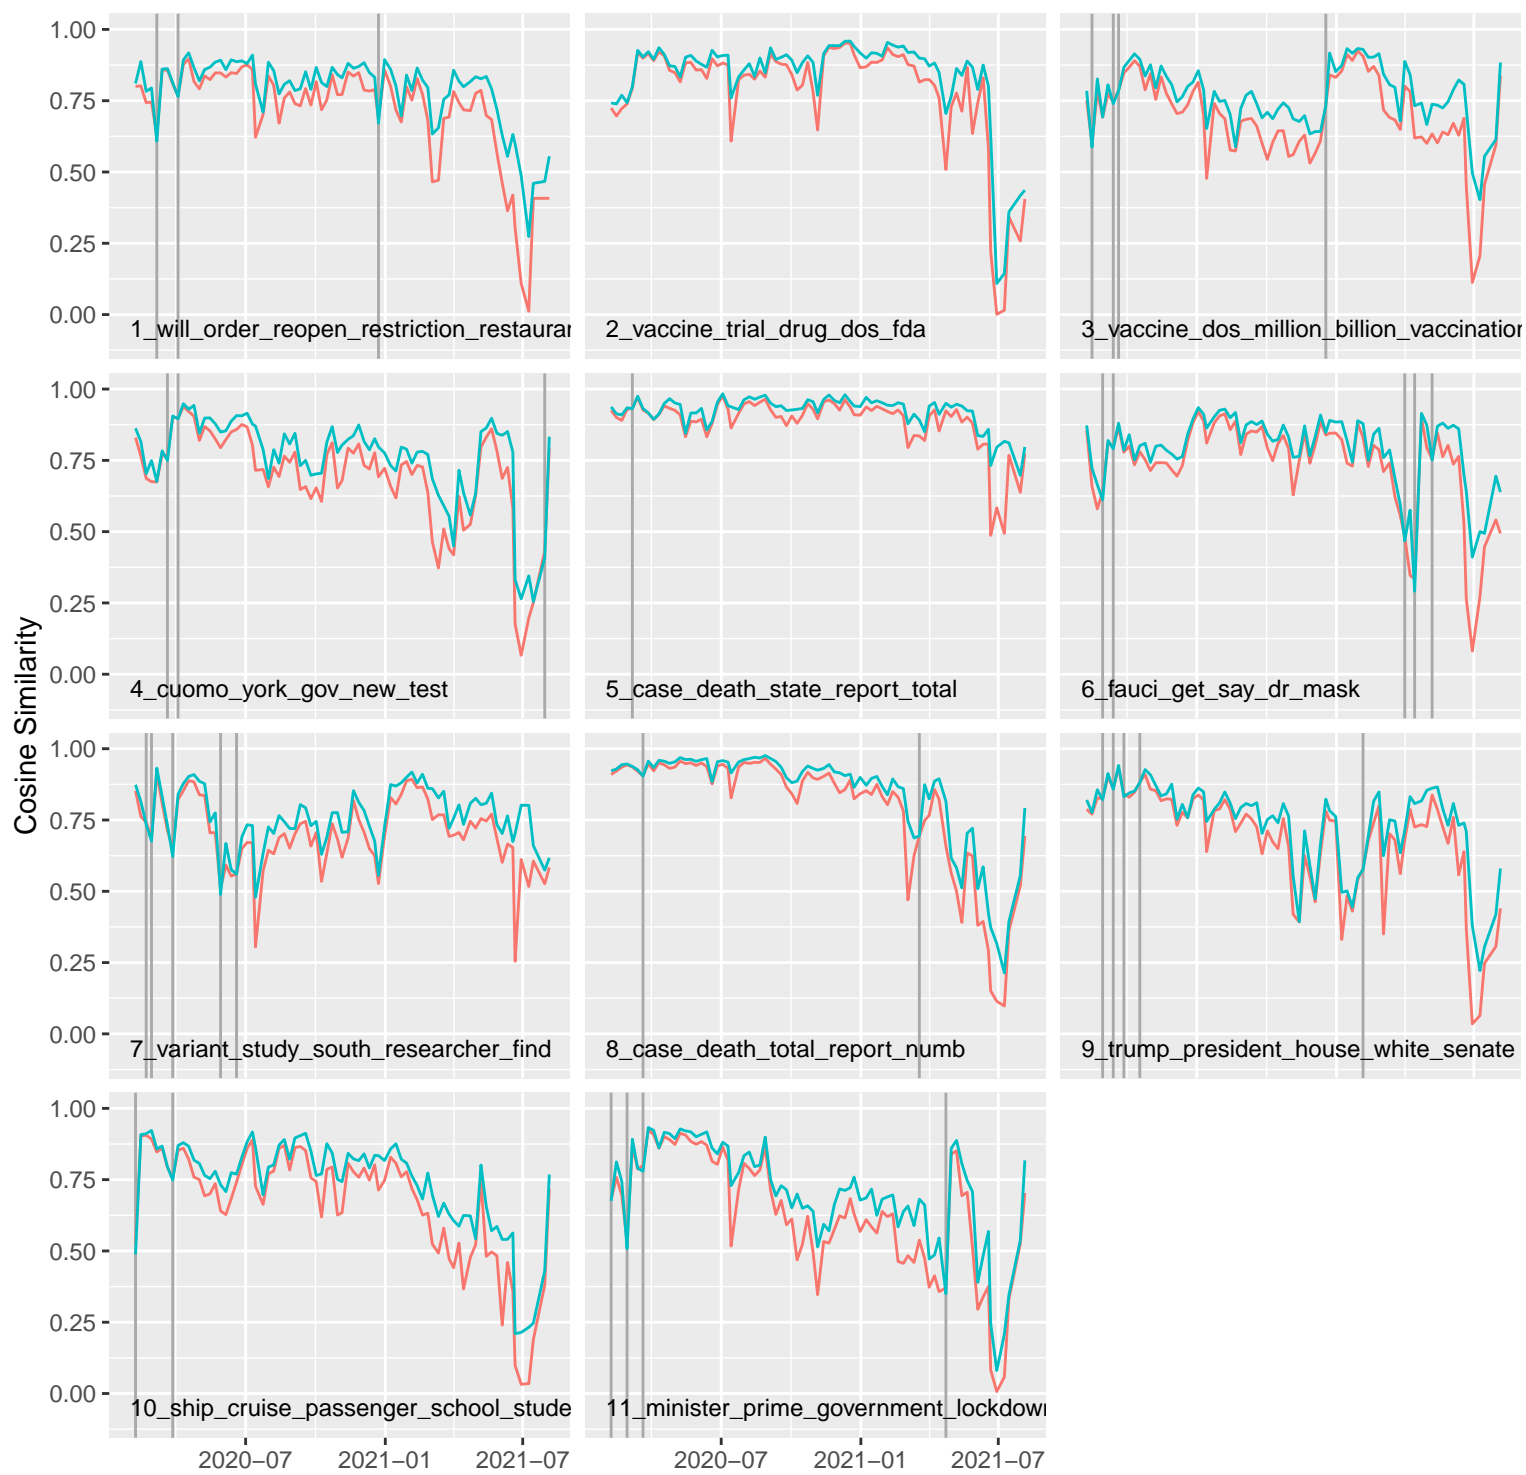 1.00
0.75
0.50
0.25
0.00
1_will_order_reopen_restriction_restauran
2_vaccine_trial_drug_dos_fda
3_vaccine_dos_million_billion_vaccination
1.00
0.75
0.50
0.25
0.00
4_cuomo_york_gov_new_test
5_case_death_state_report_total
6_fauci_get_say_dr_mask
Cosine Similarity
1.00
0.75
0.50
0.25
0.00
7_variant_study_south_researcher_find
8_case_death_total_report_numb
9_trump_president_house_white_senate
1.00
0.75
0.50
0.25
0.00
10_ship_cruise_passenger_school_stude
11_minister_prime_government_lockdown
2020−07 2021−01 2021−07
2020−07 2021−01 2021−07